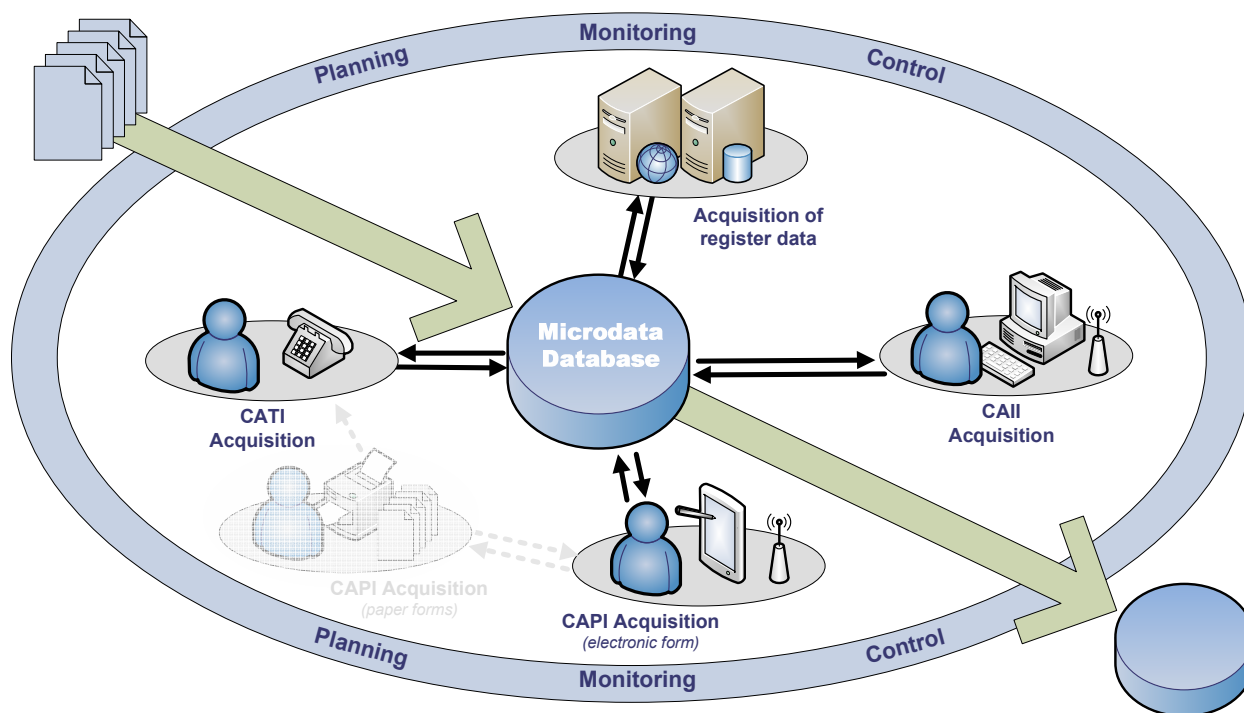 Monitoring
Planning
Control
Acquisition of
register data
Microdata
Database
CATI
Acquisition
CAII
Acquisition
CAPI Acquisition
(paper forms)
CAPI Acquisition
(electronic form)
Planning
Control
Monitoring